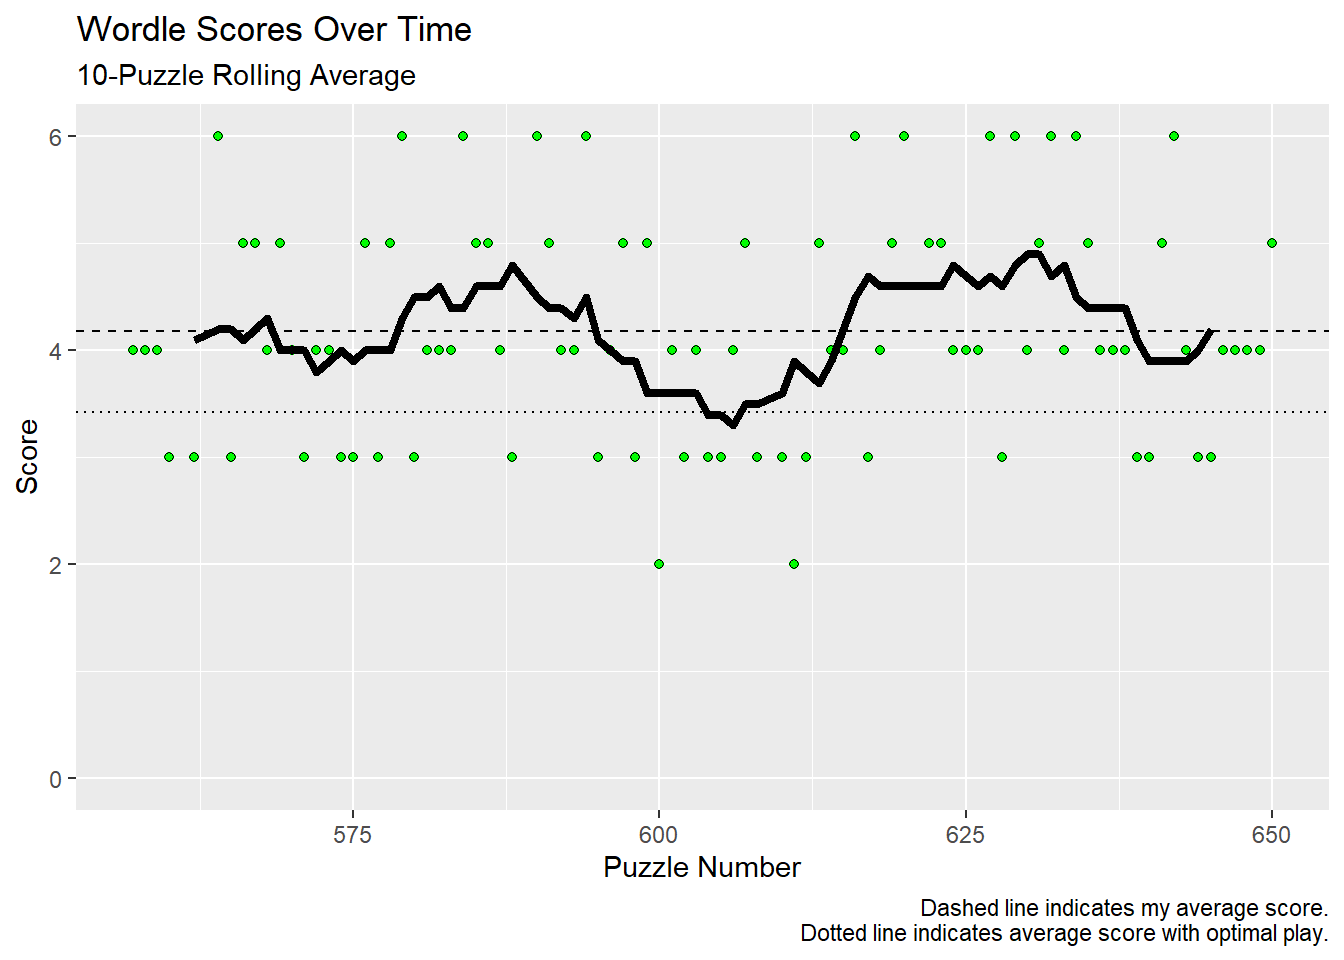 Wordle Scores Over Time
10-Puzzle Rolling Average
6
4
2
0
Score
575
600
625
650
Puzzle Number
Dashed line indicates my average score.
Dotted line indicates average score with optimal play.